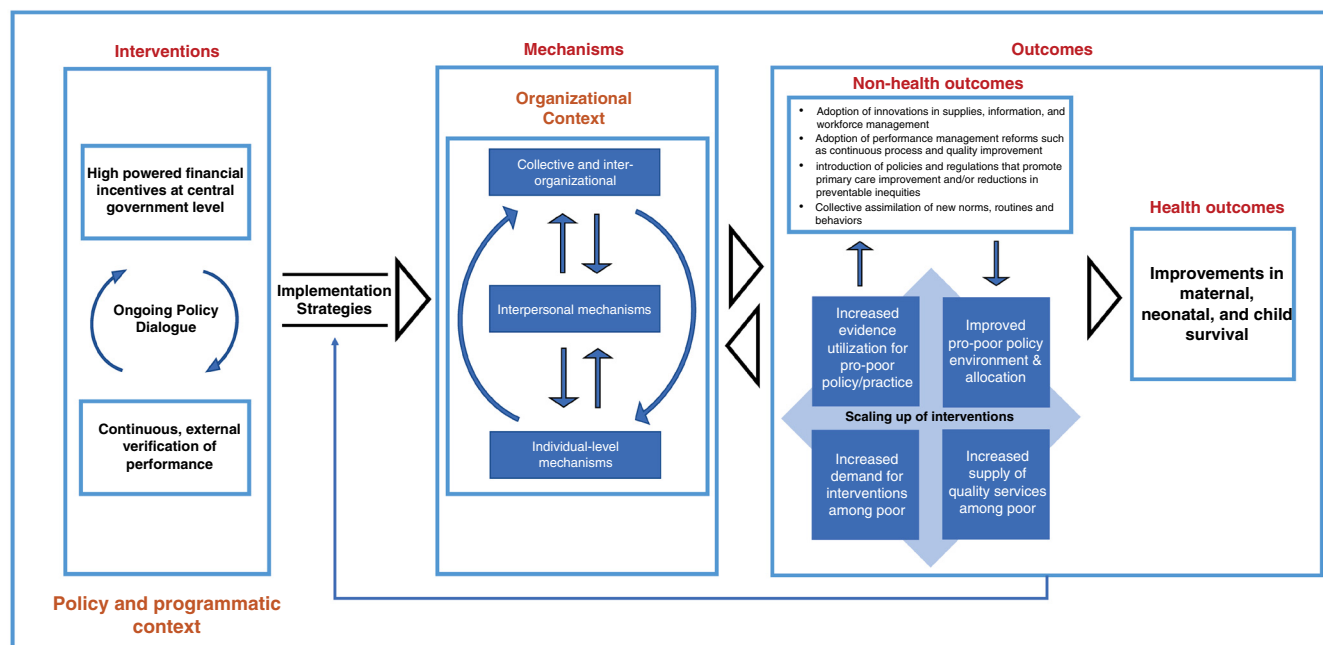 Interventions
High powered financial
incentives at central
government level
Ongoing Policy
Dialogue
Continuous, external
verification of
performance
Policy and programmatic
context
Implementation
Strategies
Mechanisms
Organizational
Context
Collective and inter-
organizational
Interpersonal mechanisms
Individual-level
mechanisms
Outcomes
Non-health outcomes
• Adoption of innovations in supplies, information, and
workforce management
• Adoption of performance management reforms such
as continuous process and quality improvement
• introduction of policies and regulations that promote
primary care improvement and/or reductions in
preventable inequities
• Collective assimilation of new norms, routines and
behaviors
Increased
evidence
utilization for
pro-poor
policy/practice
Improved
pro-poor policy
environment &
allocation
Scaling up of interventions
Increased
demand for
interventions
among poor
Increased
supply of
quality services
among poor
Health outcomes
Improvements in
maternal,
neonatal, and child
survival